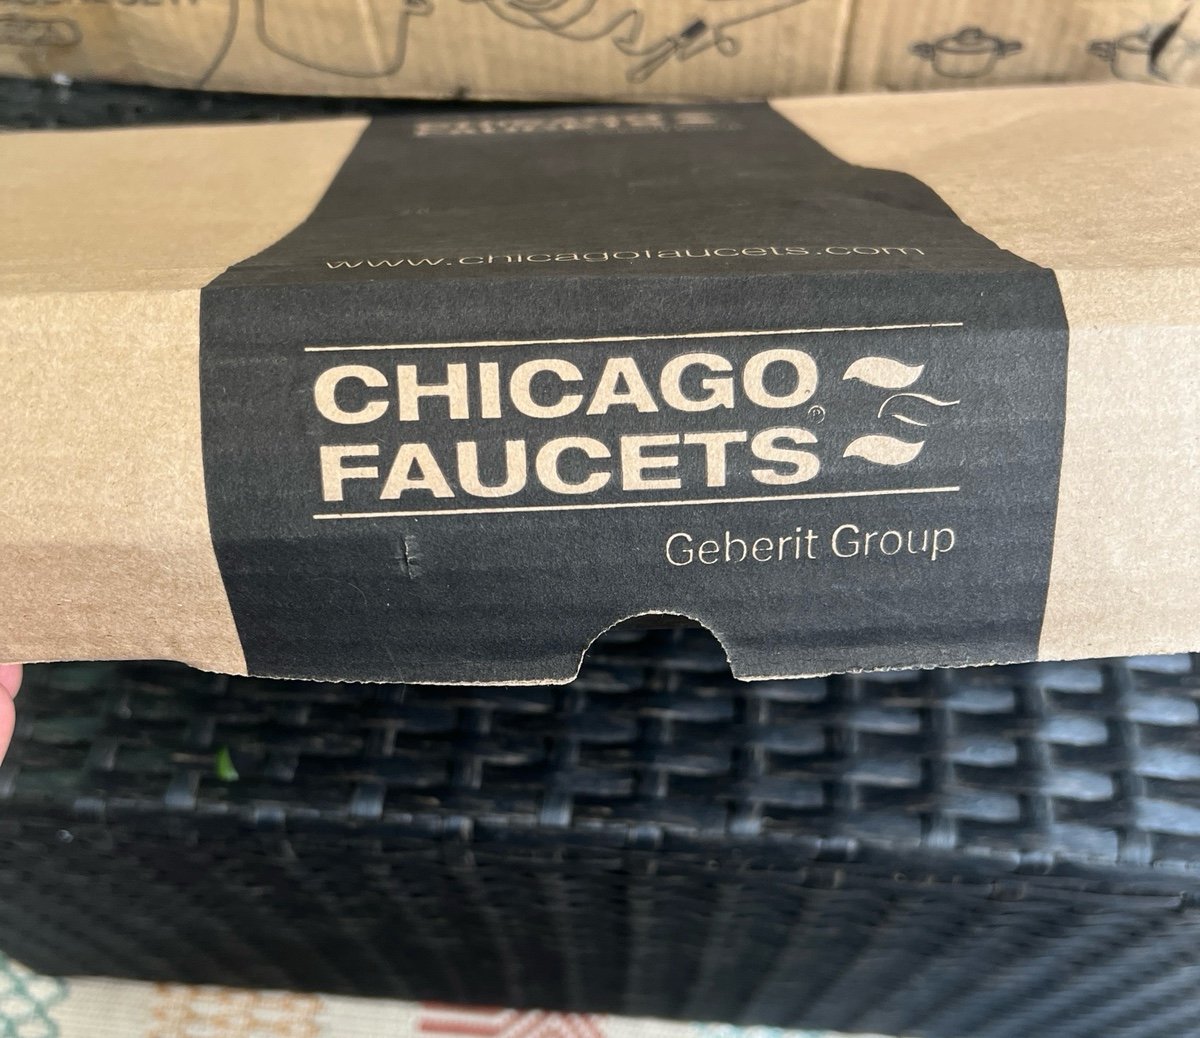 www.chicagofaucets.com
CHICAGO
FAUCETS®
Geberit Group